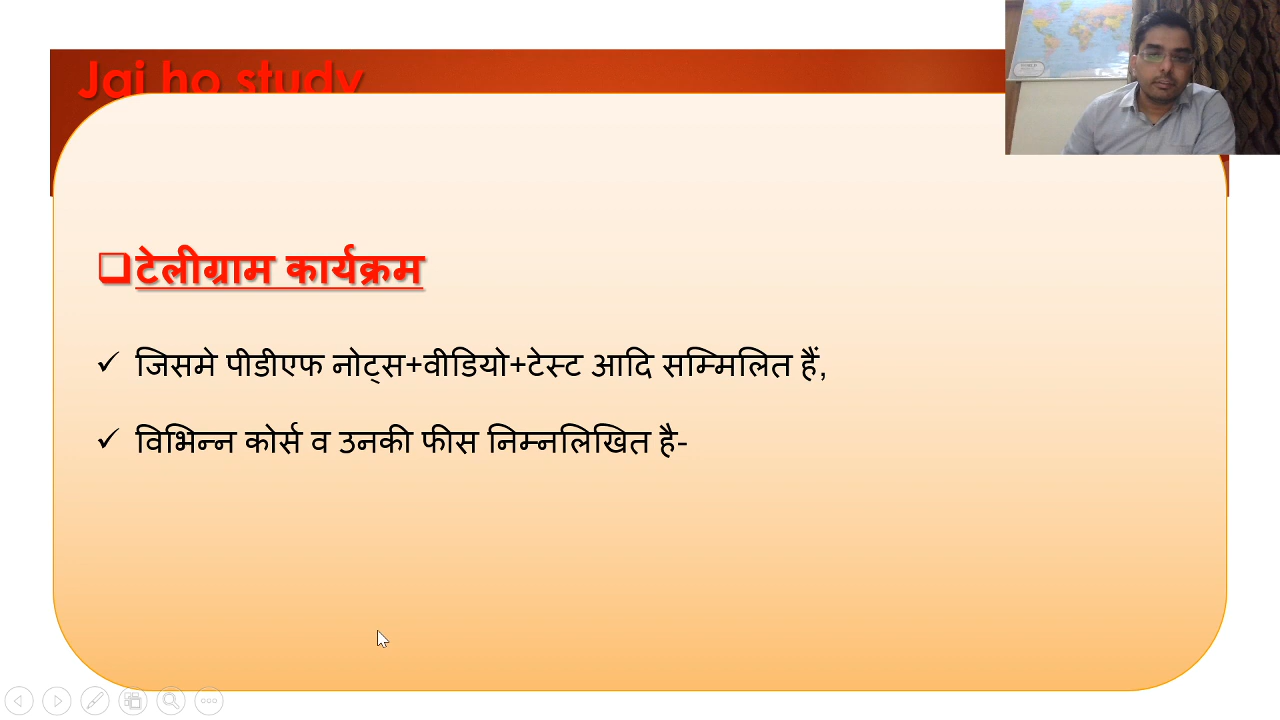 Jai ho study
टेलीग्राम कार्यक्रम
जिसमे पीडीएफ नोट्स+वीडियो+टेस्ट आदि सम्मिलित हैं,
विभिन्न कोर्स व उनकी फीस निम्नलिखित है-